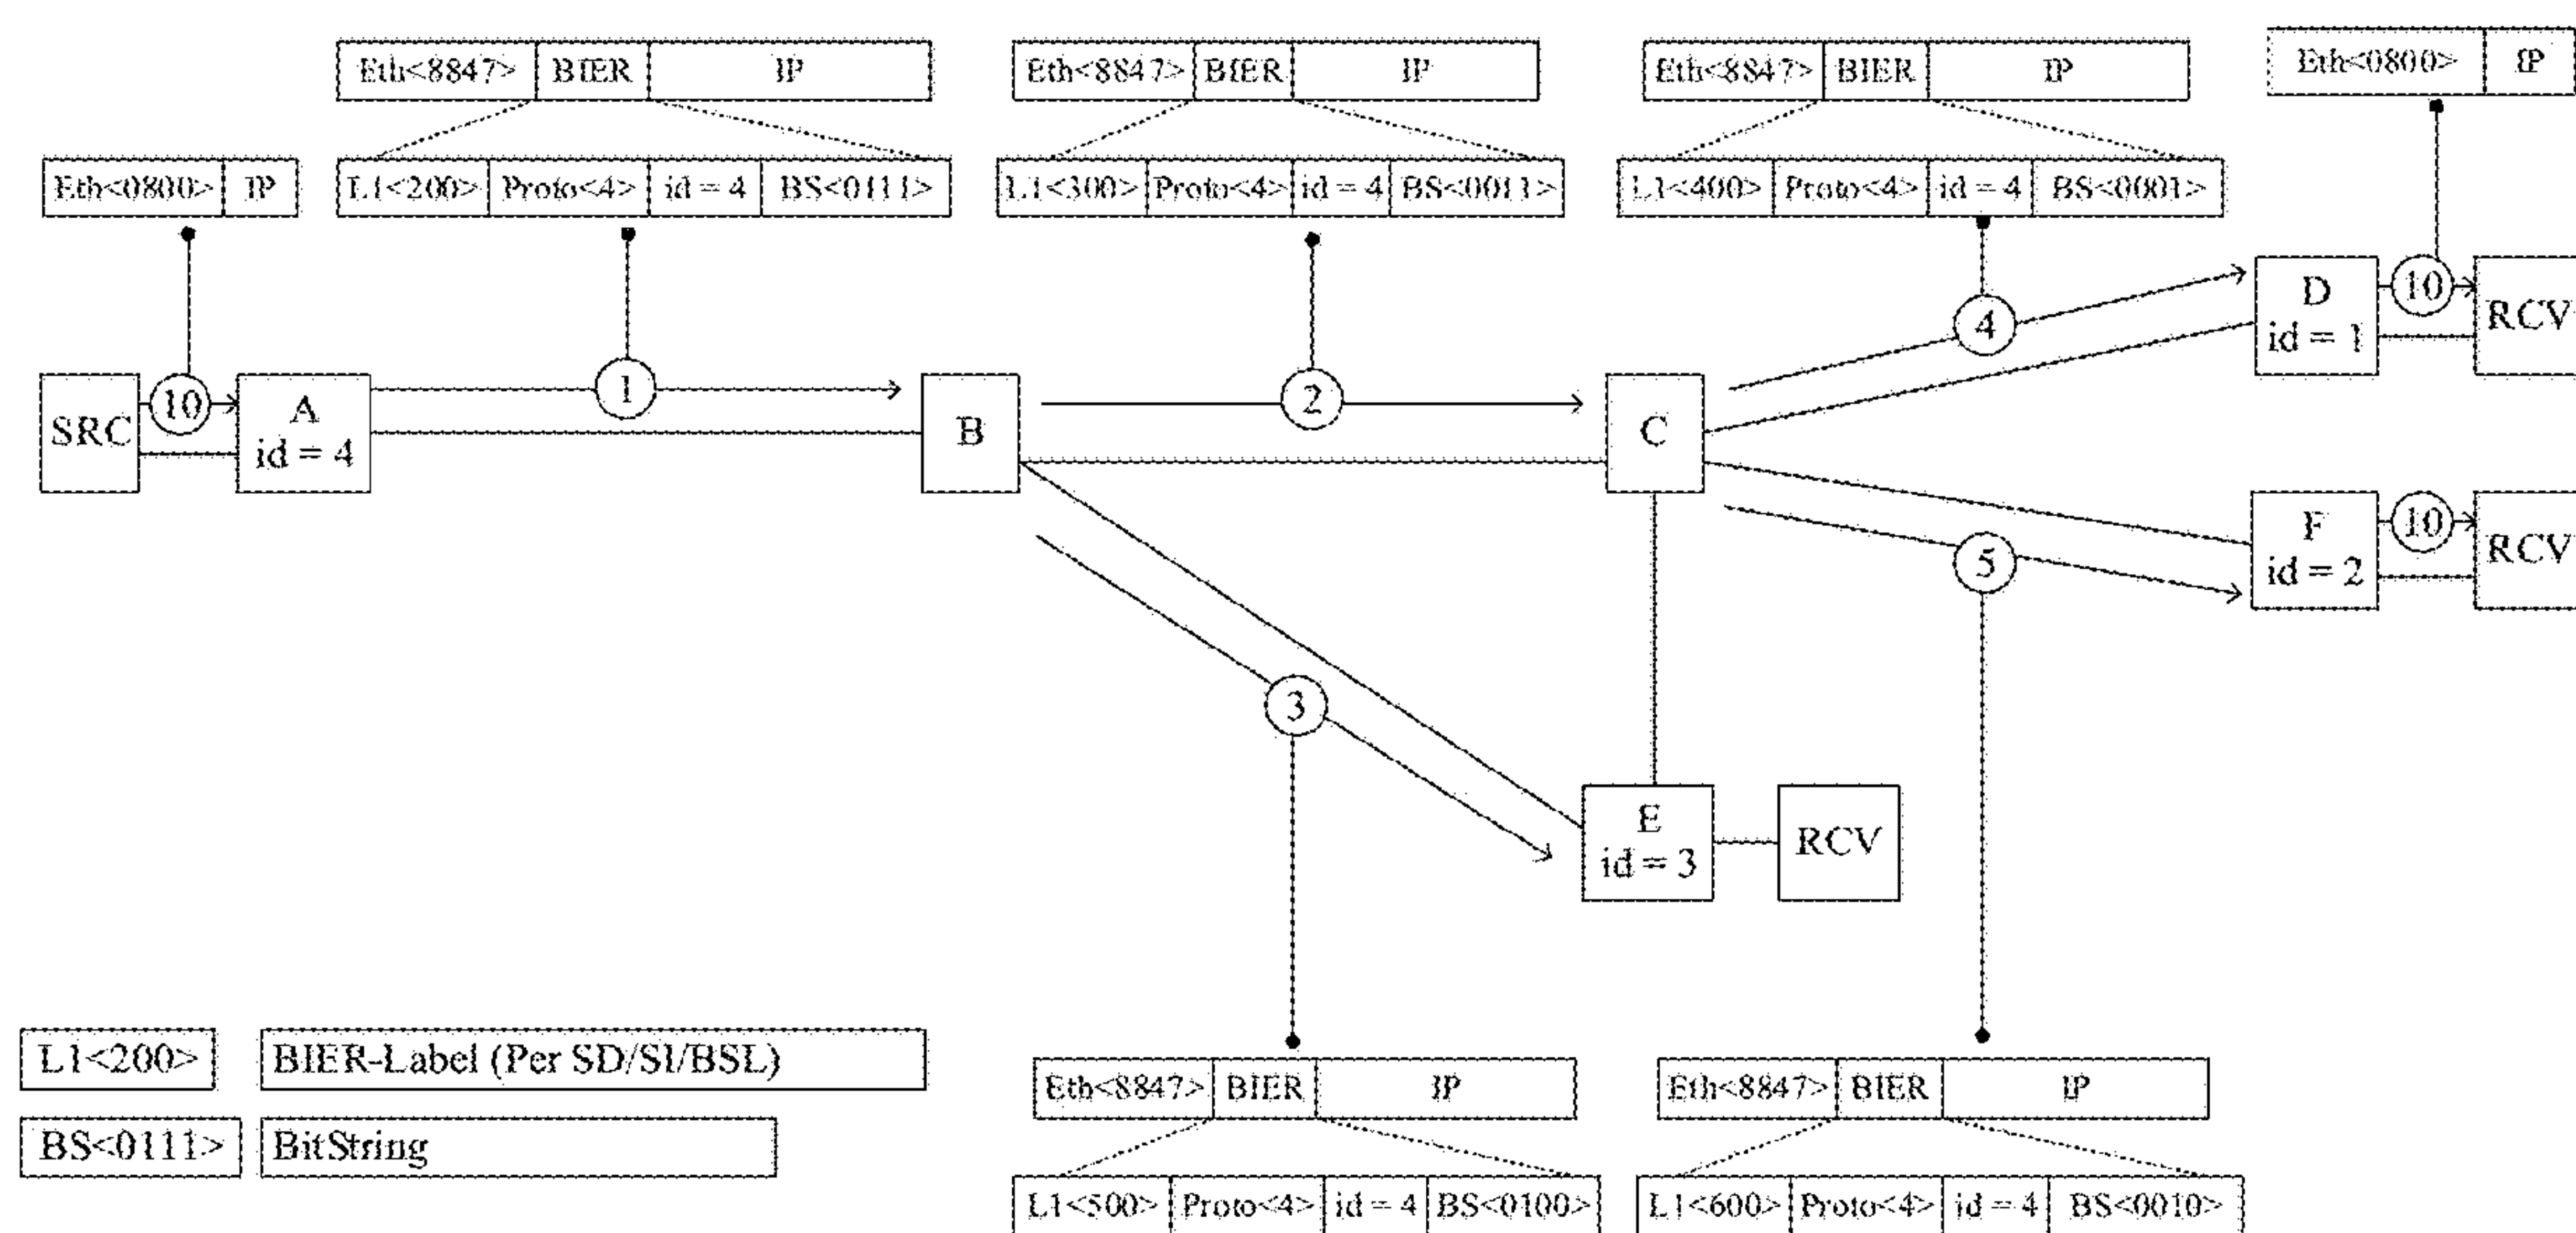 Eth<8847> BIER IP
Eth<8847> BIER IP
Eth<8847> BIER IP
Eth<0800> IP
Eth<0800> IP
L1<200> Proto<4> id = 4 BS<0111>
L1<300> Proto<4> id = 4 BS<0011>
L1<400> Proto<4> id = 4 BS<0001>
SRC
10
A
id = 4
1
B
2
C
4
D
id = 1
10
RCV
5
F
id = 2
10
RCV
3
E
id = 3
RCV
L1<200> BIER-Label (Per SD/SI/BSL)
BS<0111> BitString
Eth<8847> BIER IP
L1<500> Proto<4> id = 4 BS<0100>
Eth<8847> BIER IP
L1<600> Proto<4> id = 4 BS<0010>